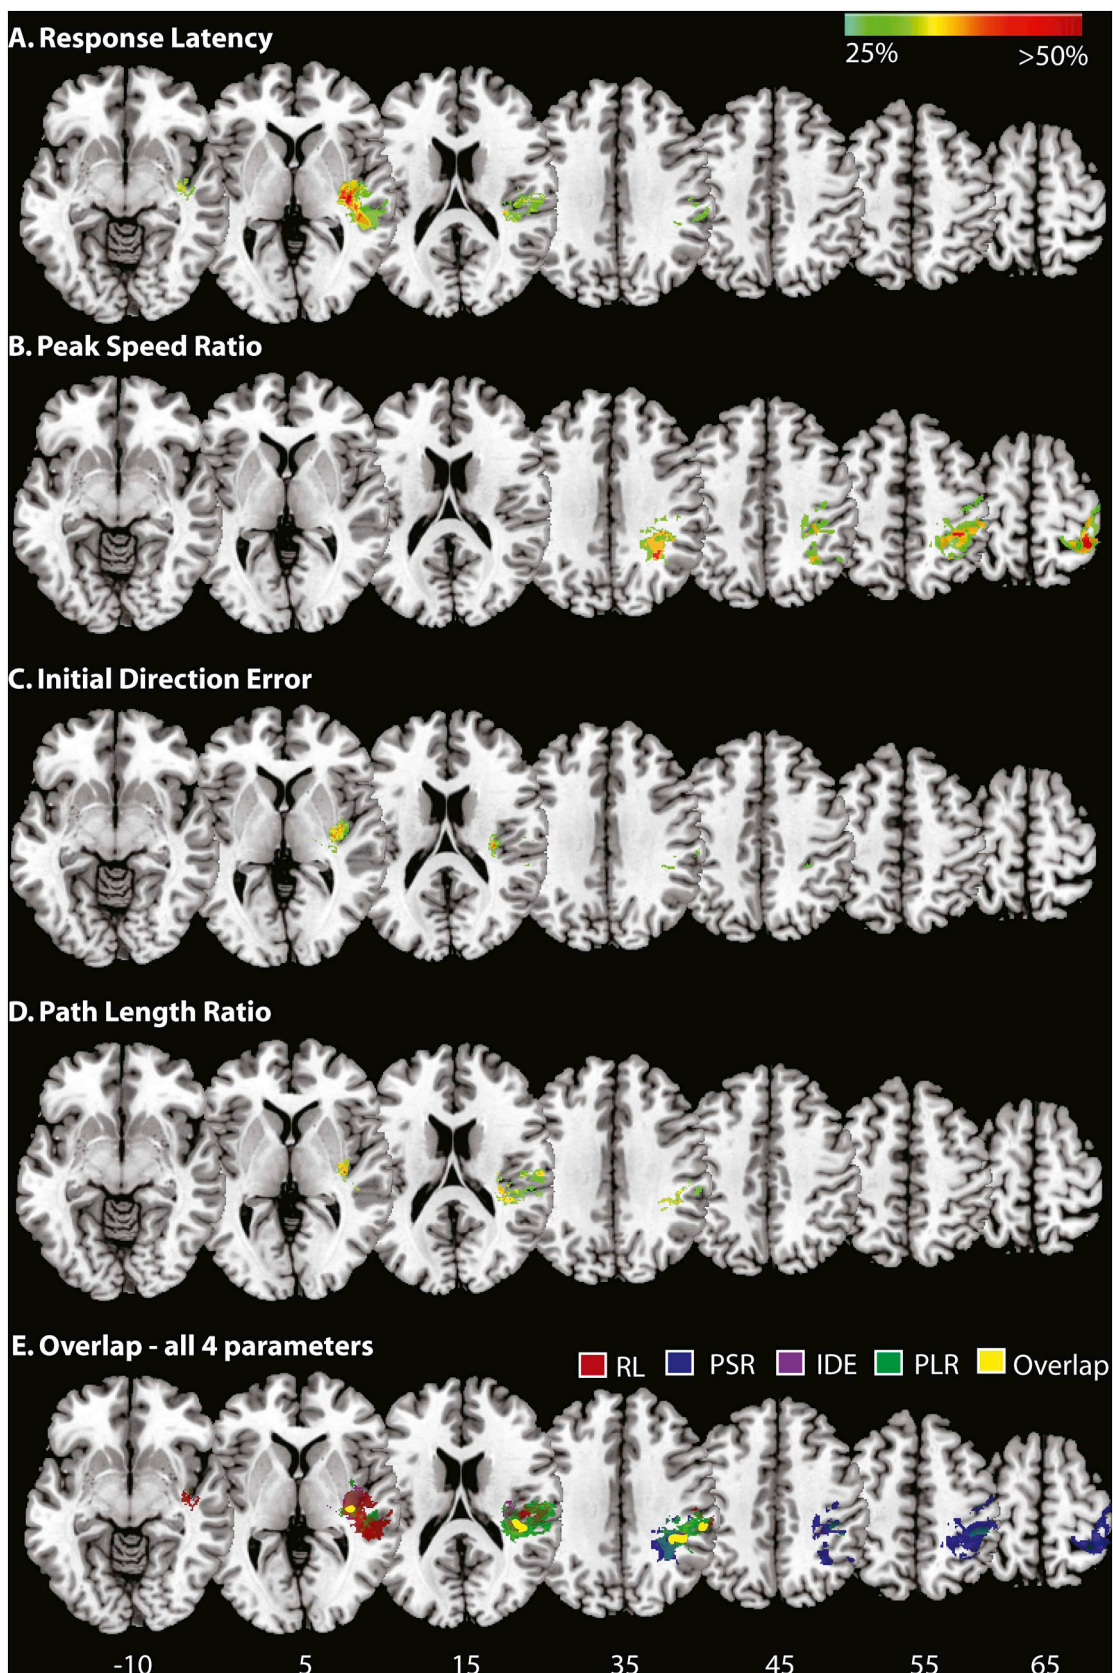 A. Response Latency
25% >50%
B. Peak Speed Ratio
C. Initial Direction Error
D. Path Length Ratio
E. Overlap - all 4 parameters
RL PSR IDE PLR Overlap
-10 5 15 35 45 55 65